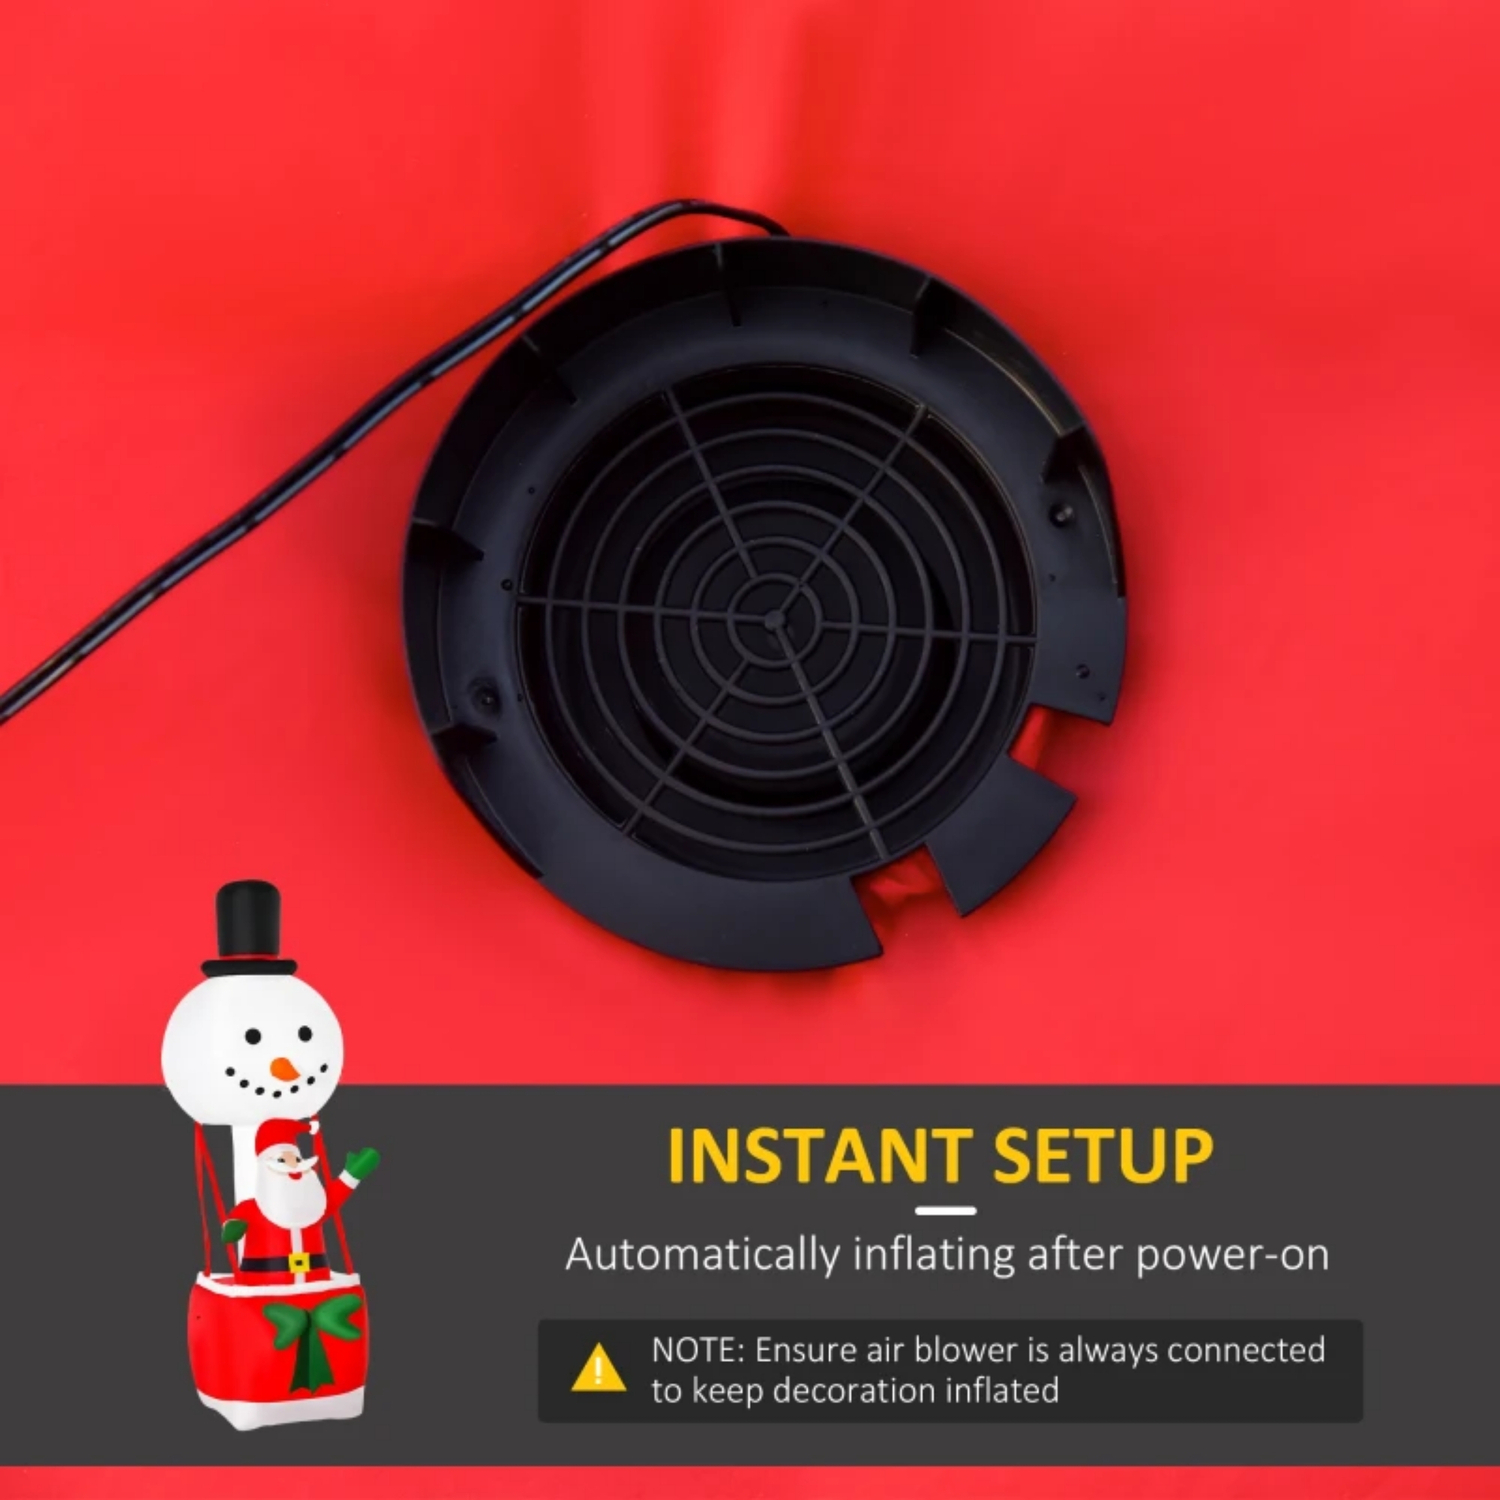 INSTANT SETUP
Automatically inflating after power-on
NOTE: Ensure air blower is always connected
to keep decoration inflated